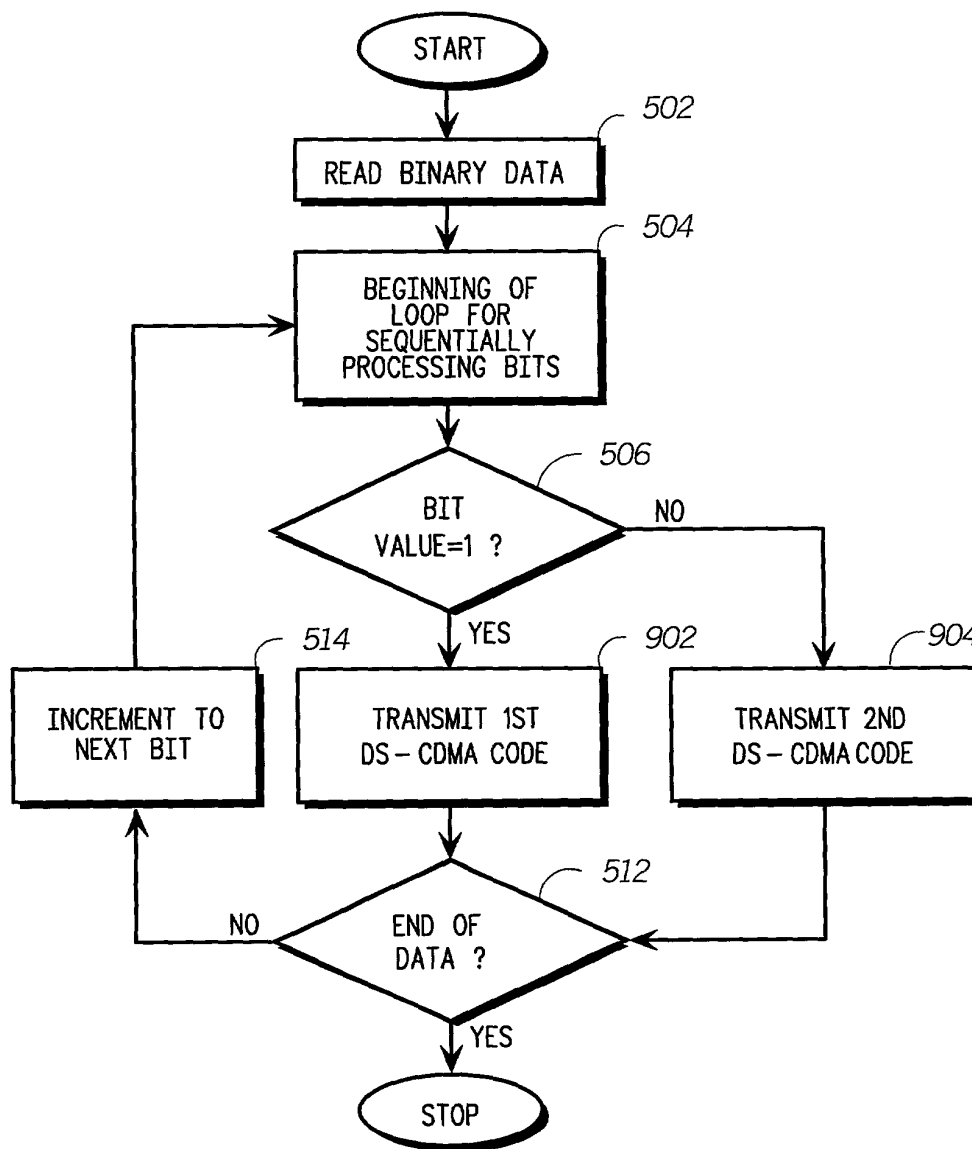 START
502
READ BINARY DATA
504
BEGINNING OF
LOOP FOR
SEQUENTIALLY
PROCESSING BITS
506
BIT
VALUE=1 ?
NO
YES
514
INCREMENT TO
NEXT BIT
902
TRANSMIT 1ST
DS-CDMA CODE
904
TRANSMIT 2ND
DS-CDMA CODE
512
END OF
DATA ?
NO
YES
STOP